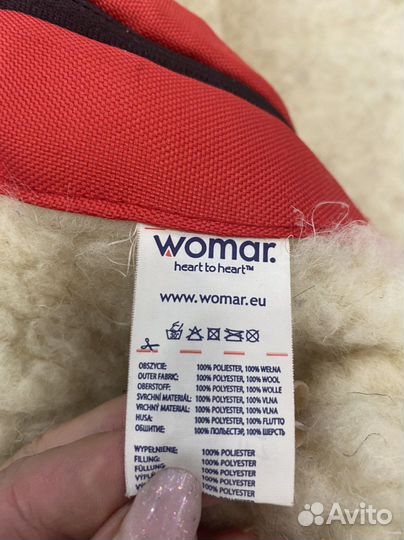 womar.
heart to heart™
www.womar.eu
OBSZYCIE: 100% POLIESTER, 100% WEŁNA
OUTER FABRIC: 100% POLYESTER, 100% WOOL
OBERSTOFF: 100% POLYESTER, 100% WOLLE
SVRCHNÍ MATERIÁL: 100% POLYESTER, 100% VLNA
VRCHNÝ MATERIÁL: 100% POLYESTER, 100% VLNA
HUSA: 100% POLYESTER, 100% FLUTTO
ОБШИТИЕ: 100% ПОЛЬЕСТЭР, 100% ШЕРСТЬ
WYPEŁNIENIE: 100% POLYESTER
FILLING: 100% POLYESTER
FÜLLUNG 100% POLYESTER
100% POLYESTER
100% POLYESTER
Avito